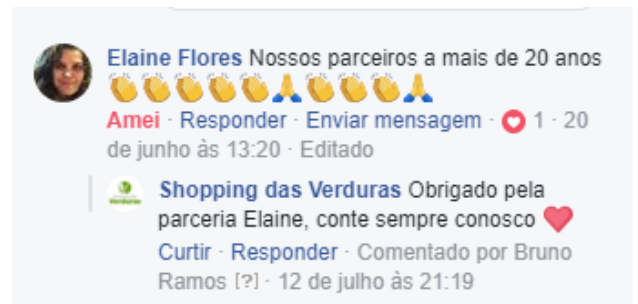 Elaine Flores Nossos parceiros a mais de 20 anos
👏👏👏👏👏🙏👏👏👏🙏
Amei · Responder · Enviar mensagem · 1 · 20
de junho às 13:20 · Editado
Verduras
Shopping das Verduras Obrigado pela
parceria Elaine, conte sempre conosco ❤
Curtir · Responder · Comentado por Bruno
Ramos [?] · 12 de julho às 21:19